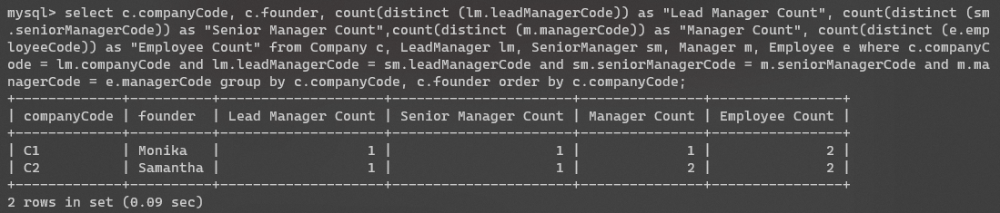 mysql> select c.companyCode, c.founder, count(distinct (lm.leadManagerCode)) as "Lead Manager Count", count(distinct (sm
.seniorManagerCode)) as "Senior Manager Count",count(distinct (m.managerCode)) as "Manager Count", count(distinct (e.emp
loyeeCode)) as "Employee Count" from Company c, LeadManager lm, SeniorManager sm, Manager m, Employee e where c.companyC
ode = lm.companyCode and lm.leadManagerCode = sm.leadManagerCode and sm.seniorManagerCode = m.seniorManagerCode and m.ma
nagerCode = e.managerCode group by c.companyCode, c.founder order by c.companyCode;
+-------------+----------+--------------------+----------------------+---------------+----------------+
| companyCode | founder  | Lead Manager Count | Senior Manager Count | Manager Count | Employee Count |
+-------------+----------+--------------------+----------------------+---------------+----------------+
| C1          | Monika   |                  1 |                    1 |             1 |              2 |
| C2          | Samantha |                  1 |                    1 |             2 |              2 |
+-------------+----------+--------------------+----------------------+---------------+----------------+
2 rows in set (0.09 sec)